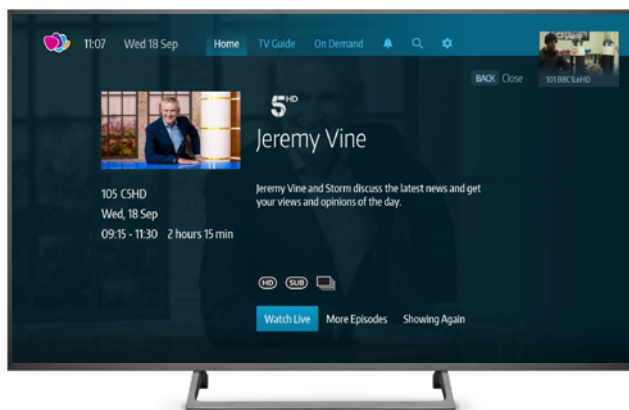 11:07 Wed 18 Sep Home TV Guide On Demand
101 BBC1LnHD
BACK Close
5HD
Jeremy Vine
Jeremy Vine and Storm discuss the latest news and get
your views and opinions of the day.
105 C5HD
Wed, 18 Sep
09:15 - 11:30 2 hours 15 min
HD SUB
Watch Live More Episodes Showing Again